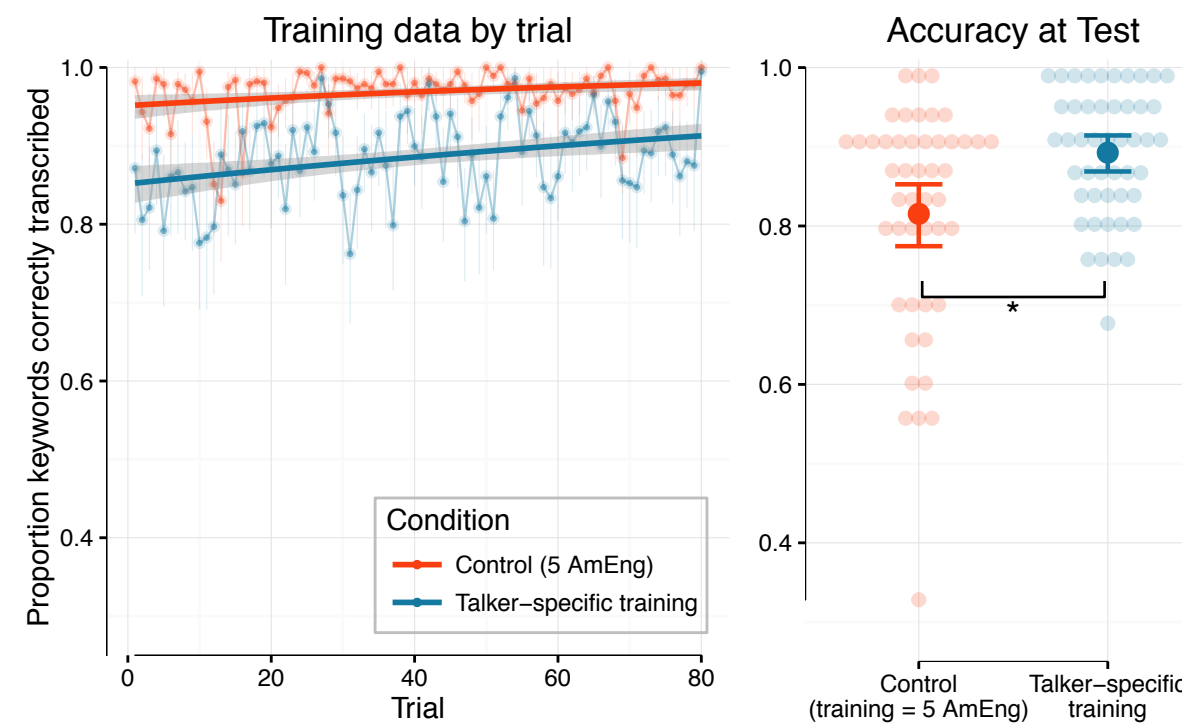 Training data by trial
Accuracy at Test
Proportion keywords correctly transcribed
1.0
0.8
0.6
0.4
0
20
40
60
80
Trial
Condition
Control (5 AmEng)
Talker−specific training
1.0
0.8
0.6
0.4
*
Control
(training = 5 AmEng)
Talker−specific
training